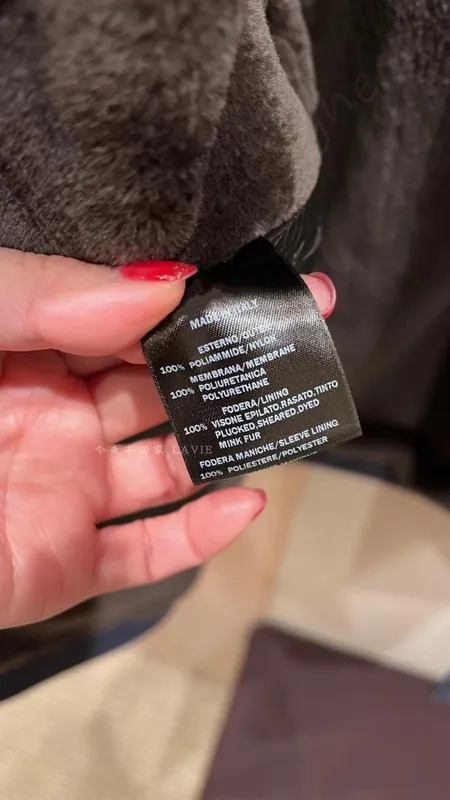 MADE IN ITALY
ESTERNO/OUTER
100% POLIAMMIDE/NYLON
MEMBRANA/MEMBRANE
100% POLIURETANICA
POLYURETHANE
FODERA/LINING
100% VISONE EPILATO.RASATO.TINTO
PLUCKED,SHEARED,DYED
MINK FUR
FODERA MANICHE/SLEEVE LINING
100% POLIESTERE/POLYESTER
LAVIE